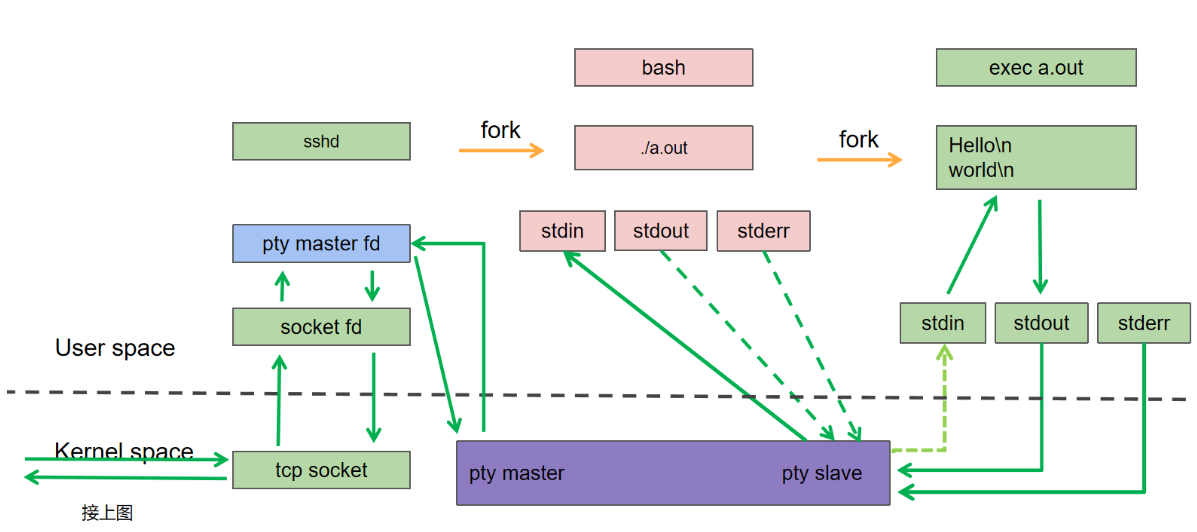 bash
exec a.out
sshd
fork
./a.out
fork
Hello\n
world\n
pty master fd
stdin
stdout
stderr
socket fd
stdin
stdout
stderr
User space
Kernel space
tcp socket
pty master
pty slave
接上图